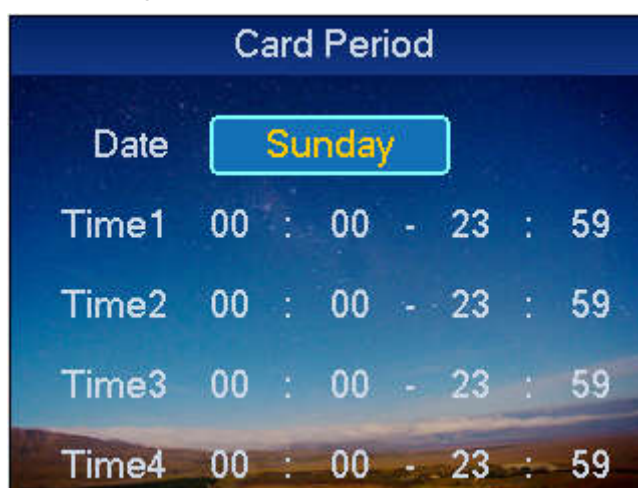 Card Period
Date Sunday
Time1 00 : 00 - 23 : 59
Time2 00 : 00 - 23 : 59
Time3 00 : 00 - 23 : 59
Time4 00 : 00 - 23 : 59